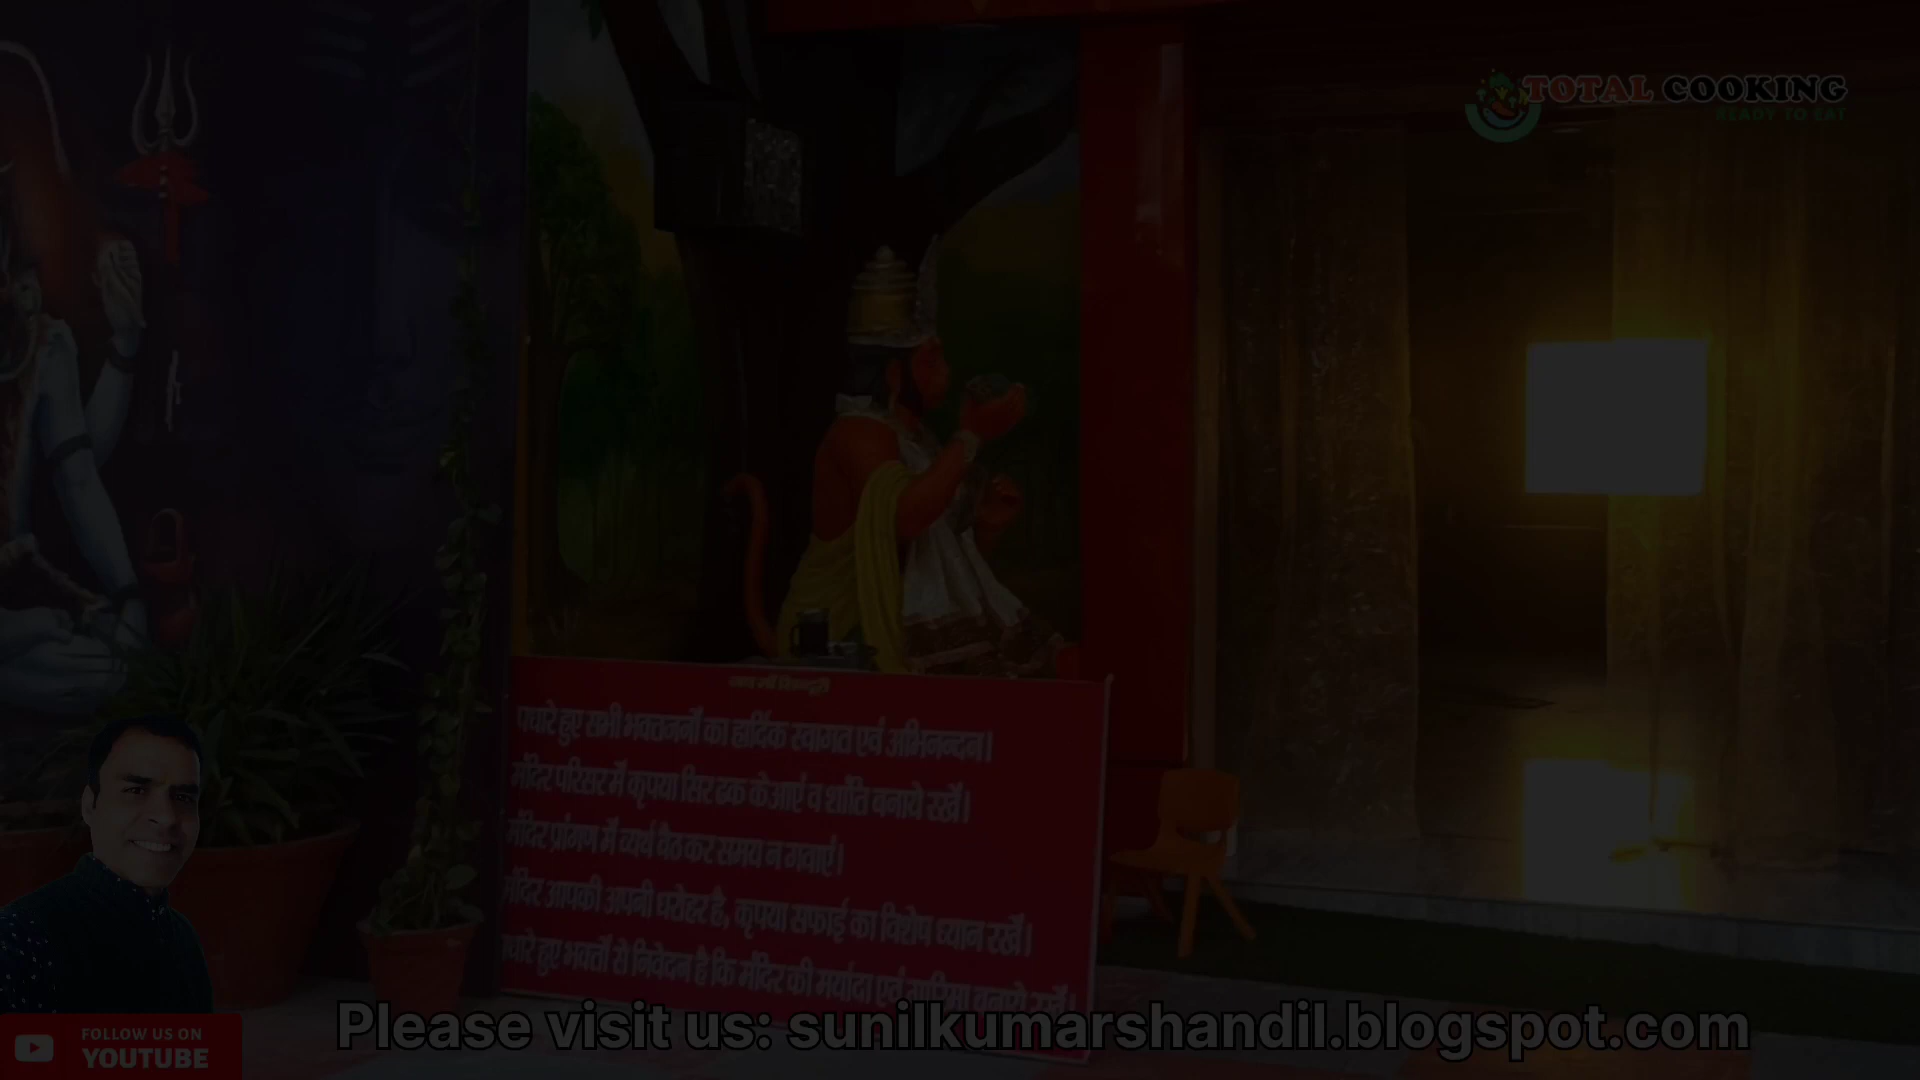 TOTAL COOKING
READY TO EAT
जय माँ सिन्दूरी
पधारे हुए सभी भक्तजनों का हार्दिक स्वागत एवं अभिनन्दन।
मंदिर परिसर में कृपया सिर ढक के आएं व शांति बनाये रखें।
मंदिर प्रांगण में व्यर्थ बैठ कर समय न गवाएं।
मंदिर आपकी अपनी धरोहर है, कृपया सफाई का विशेष ध्यान रखें।
पधारे हुए भक्तों से निवेदन है कि मंदिर की मर्यादा एवं गरिमा बनाये रखें।
Please visit us: sunilkumarshandil.blogspot.com
FOLLOW US ON
YOUTUBE